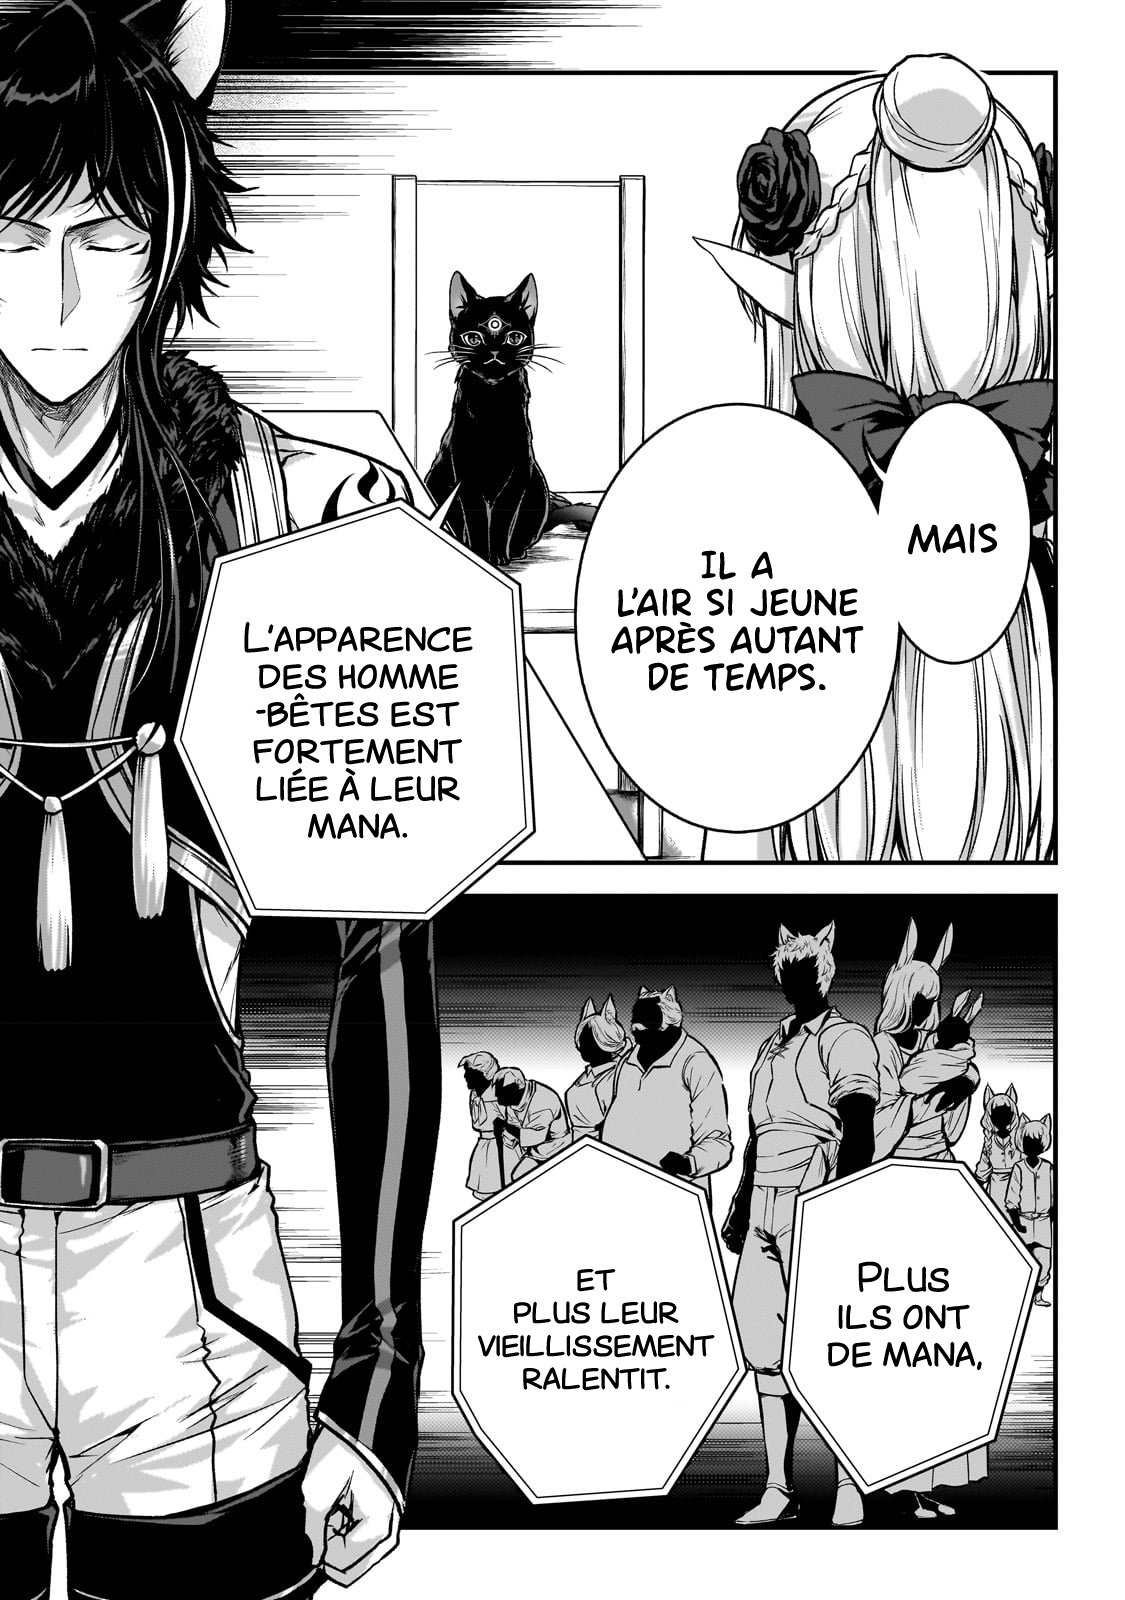 MAIS
IL A
L'AIR SI JEUNE
APRÈS AUTANT
DE TEMPS.
L'APPARENCE
DES HOMME
-BÊTES EST
FORTEMENT
LIÉE À LEUR
MANA.
PLUS
ILS ONT
DE MANA,
ET
PLUS LEUR
VIEILLISSEMENT
RALENTIT.